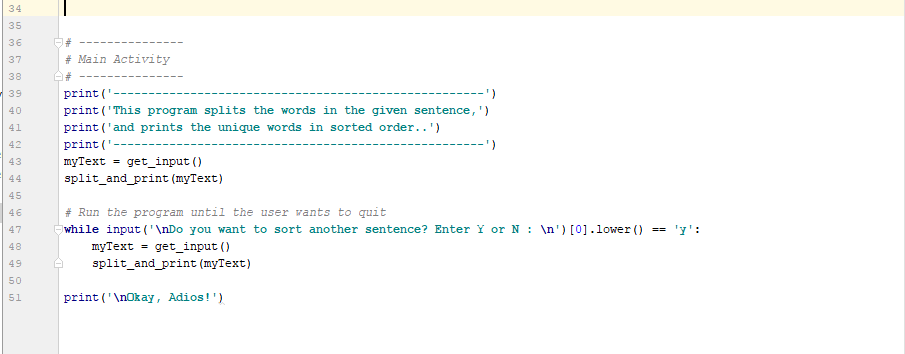 34
35
36 # ---------------
37 # Main Activity
38 # ---------------
39 print('-----------------------------------------------------')
40 print('This program splits the words in the given sentence,')
41 print('and prints the unique words in sorted order..')
42 print('-----------------------------------------------------')
43 myText = get_input()
44 split_and_print(myText)
45
46 # Run the program until the user wants to quit
47 while input('\nDo you want to sort another sentence? Enter Y or N : \n')[0].lower() == 'y':
48     myText = get_input()
49     split_and_print(myText)
50
51 print('\nOkay, Adios!')